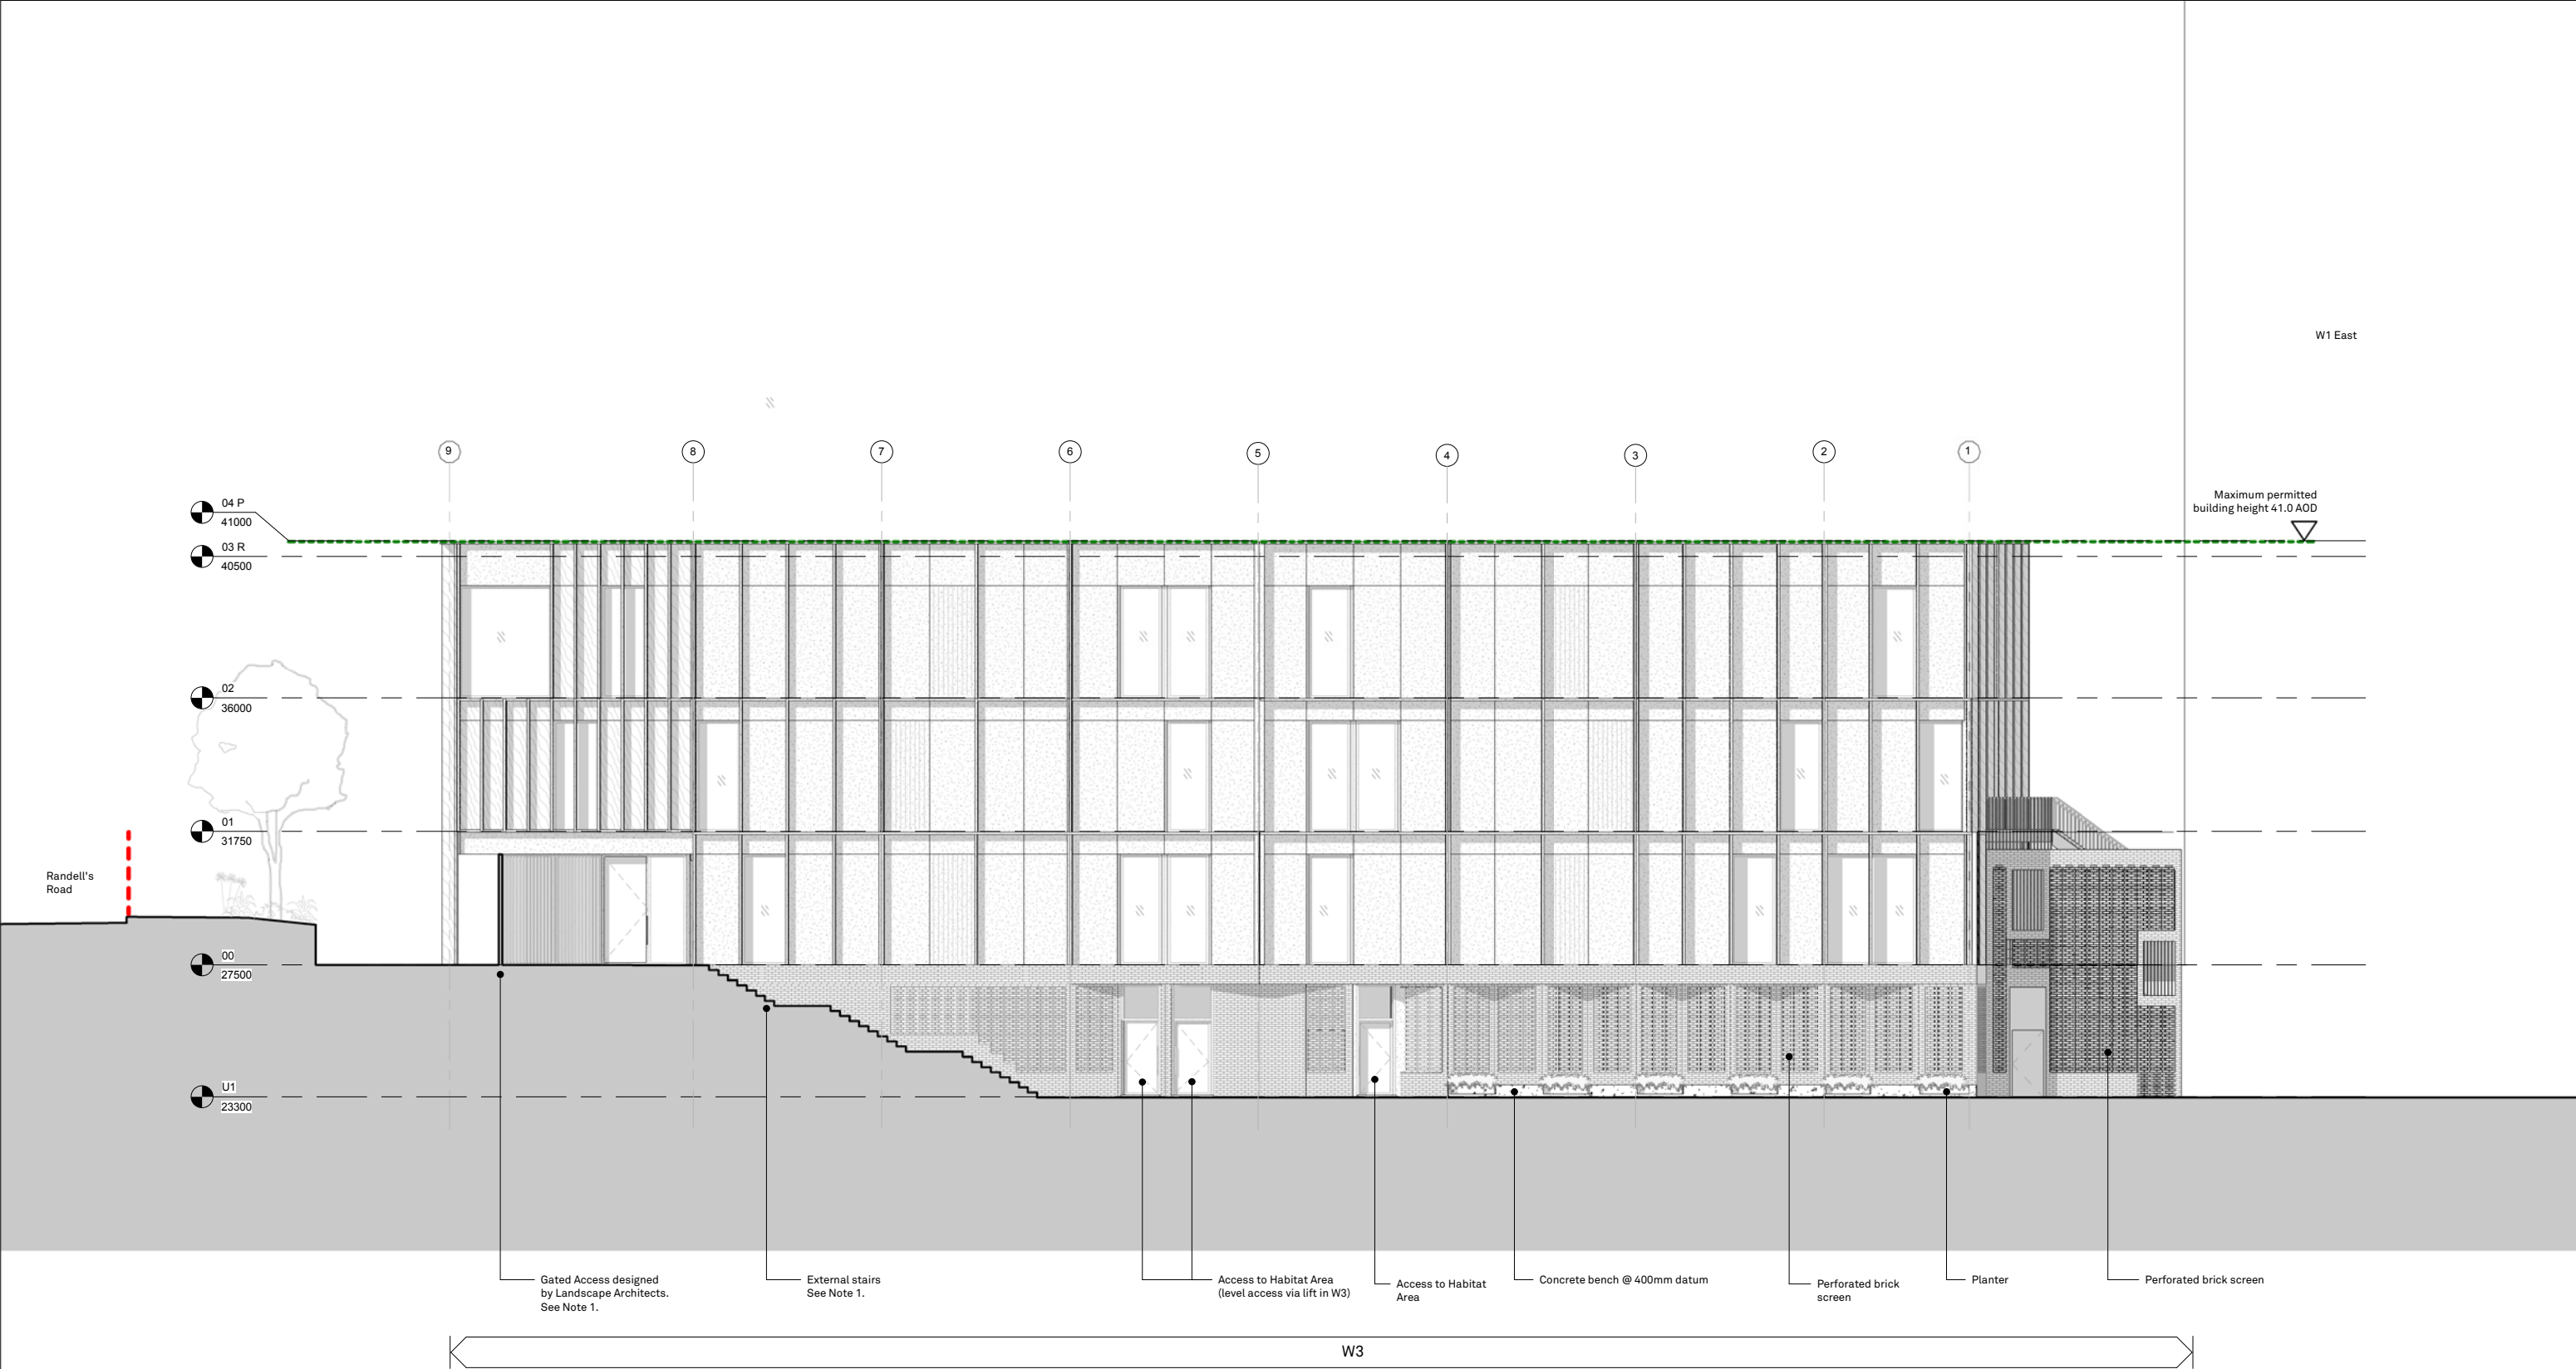 W1 East
9
8
7
6
5
4
3
2
1
04 P
41000
Maximum permitted
building height 41.0 AOD
03 R
40500
02
36000
01
31750
Randell's
Road
00
27500
U1
23300
Gated Access designed
by Landscape Architects.
See Note 1.
External stairs
See Note 1.
Access to Habitat Area
(level access via lift in W3)
Access to Habitat
Area
Concrete bench @ 400mm datum
Perforated brick
screen
Planter
Perforated brick screen
W3